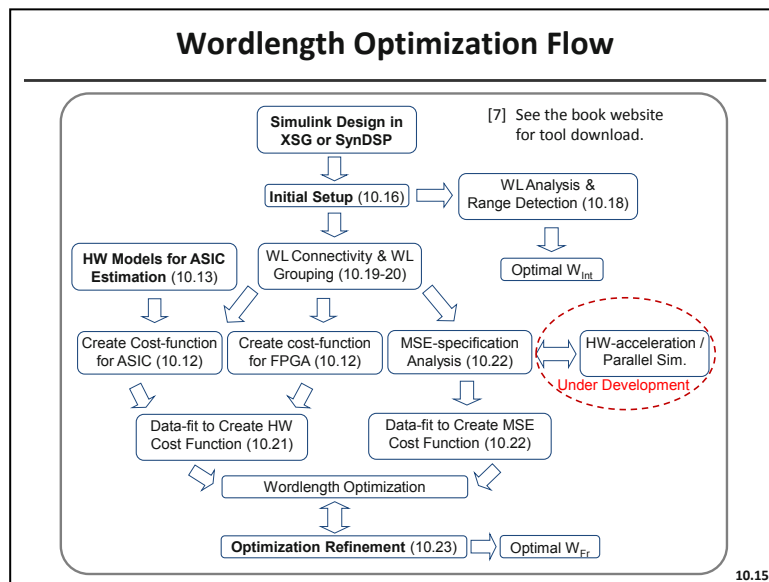 Wordlength Optimization Flow
Simulink Design in
XSG or SynDSP
[7] See the book website
for tool download.
Initial Setup (10.16)
WL Analysis &
Range Detection (10.18)
HW Models for ASIC
Estimation (10.13)
WL Connectivity & WL
Grouping (10.19-20)
Optimal WInt
Create Cost-function
for ASIC (10.12)
Create cost-function
for FPGA (10.12)
MSE-specification
Analysis (10.22)
HW-acceleration /
Parallel Sim.
Under Development
Data-fit to Create HW
Cost Function (10.21)
Data-fit to Create MSE
Cost Function (10.22)
Wordlength Optimization
Optimization Refinement (10.23)
Optimal WFr
10.15